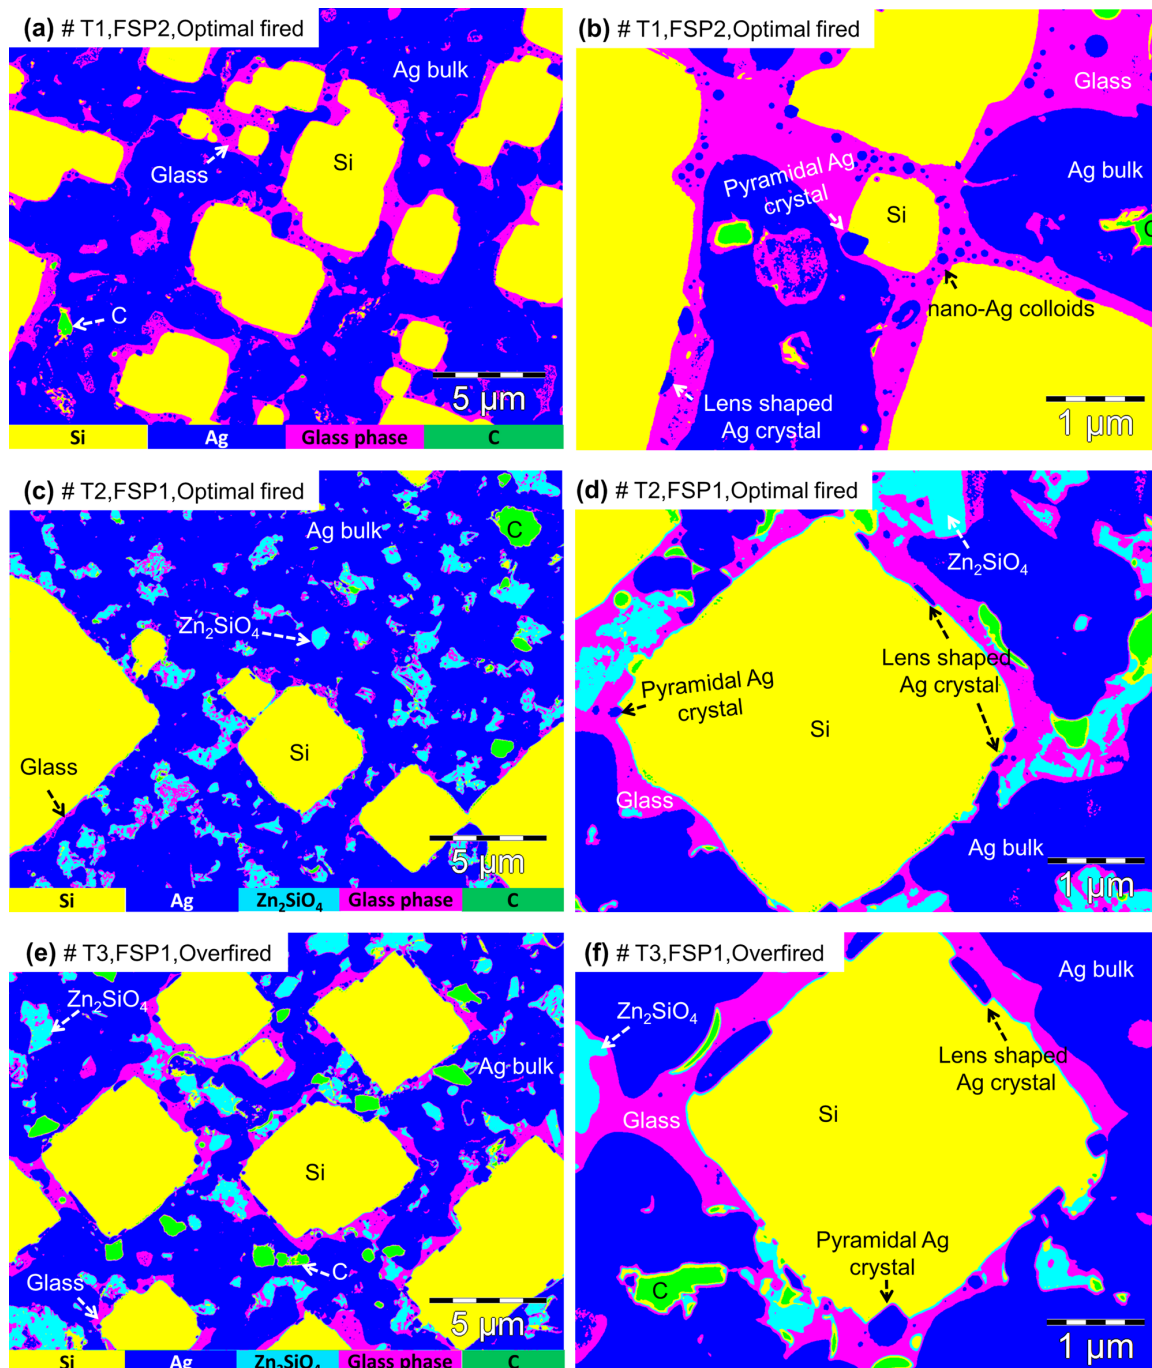 (a) # T1,FSP2,Optimal fired
Ag bulk
Glass
Si
C
5 µm
Si Ag Glass phase C
(b) # T1,FSP2,Optimal fired
Glass
Pyramidal Ag
crystal
Ag bulk
Si
C
nano-Ag colloids
Lens shaped
Ag crystal
1 µm
(c) # T2,FSP1,Optimal fired
Ag bulk
C
Zn₂SiO₄
Si
Glass
5 µm
Si Ag Zn₂SiO₄ Glass phase C
(d) # T2,FSP1,Optimal fired
Zn₂SiO₄
Lens shaped
Ag crystal
Pyramidal Ag
crystal
Si
Glass
Ag bulk
1 µm
(e) # T3,FSP1,Overfired
Zn₂SiO₄
Ag bulk
Si
C
Glass
5 µm
Si Ag Zn₂SiO₄ Glass phase C
(f) # T3,FSP1,Overfired
Ag bulk
Zn₂SiO₄
Lens shaped
Ag crystal
Glass
Si
Pyramidal Ag
crystal
C
1 µm